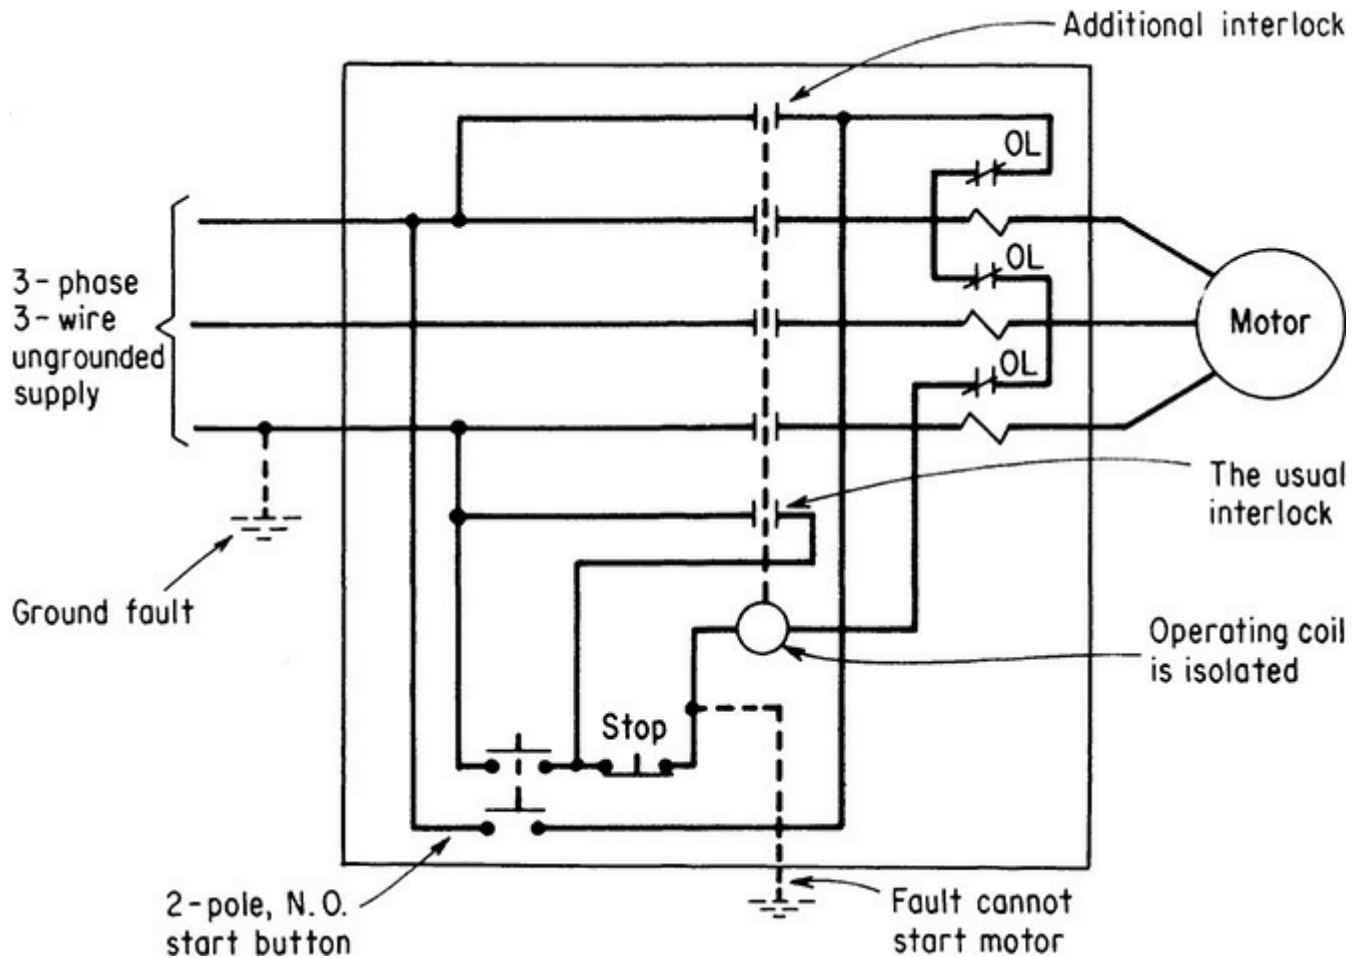 Additional interlock
OL
OL
OL
3-phase
3-wire
ungrounded
supply
Motor
The usual
interlock
Ground fault
Operating coil
is isolated
Stop
2-pole, N.O.
start button
Fault cannot
start motor